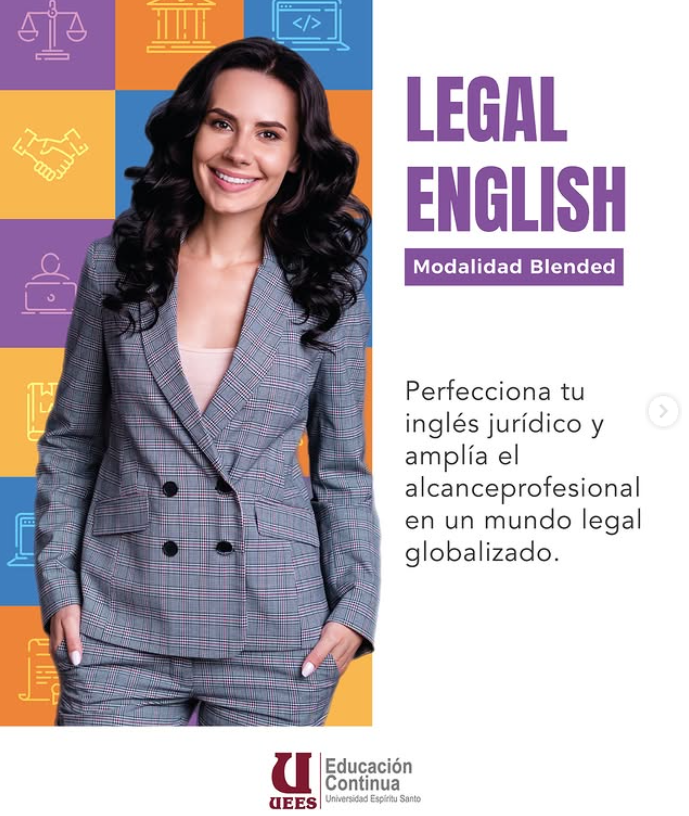 LEGAL
ENGLISH
Modalidad Blended
Perfecciona tu
inglés jurídico y
amplía el
alcanceprofesional
en un mundo legal
globalizado.
</>
U
UEES
Educación
Continua
Universidad Espíritu Santo